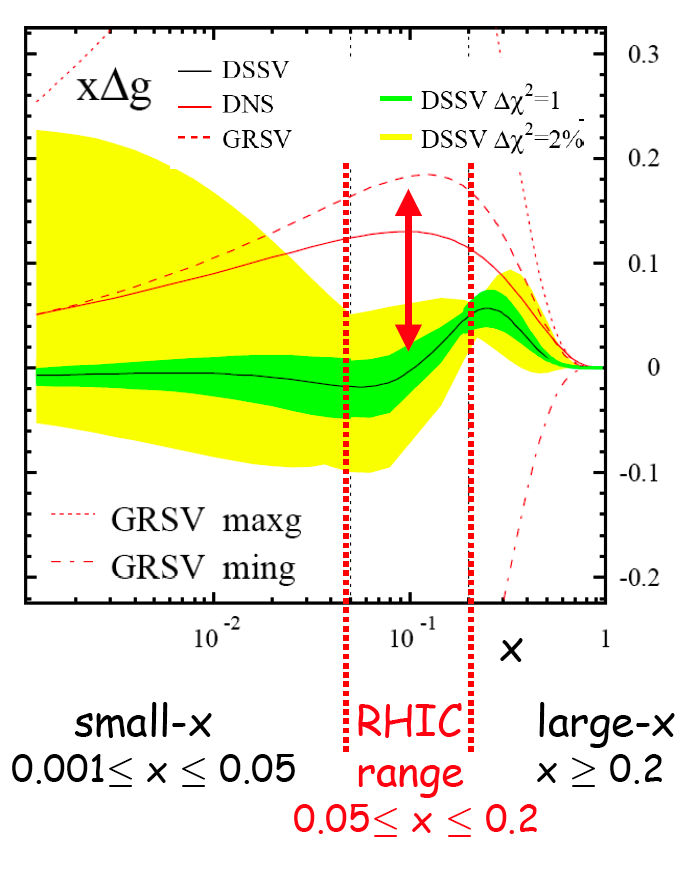 0.3
xΔg
DSSV
DNS
GRSV
DSSV Δχ²=1
DSSV Δχ²=2%
0.2
0.1
0
-0.1
-0.2
GRSV maxg
GRSV ming
10⁻² 10⁻¹ x 1
small-x
0.001≤ x ≤ 0.05
RHIC
range
0.05≤ x ≤ 0.2
large-x
x ≥ 0.2